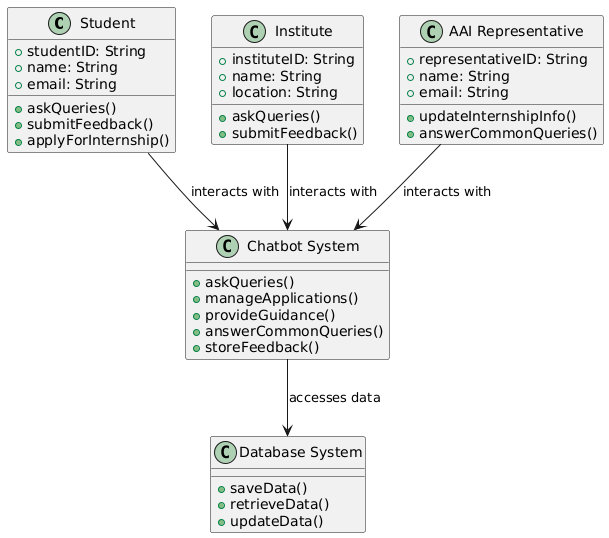 C Student
studentID: String
name: String
email: String
askQueries()
submitFeedback()
applyForInternship()
C Institute
instituteID: String
name: String
location: String
askQueries()
submitFeedback()
C AAI Representative
representativeID: String
name: String
email: String
updateInternshipInfo()
answerCommonQueries()
interacts with
interacts with
interacts with
C Chatbot System
askQueries()
manageApplications()
provideGuidance()
answerCommonQueries()
storeFeedback()
accesses data
C Database System
saveData()
retrieveData()
updateData()